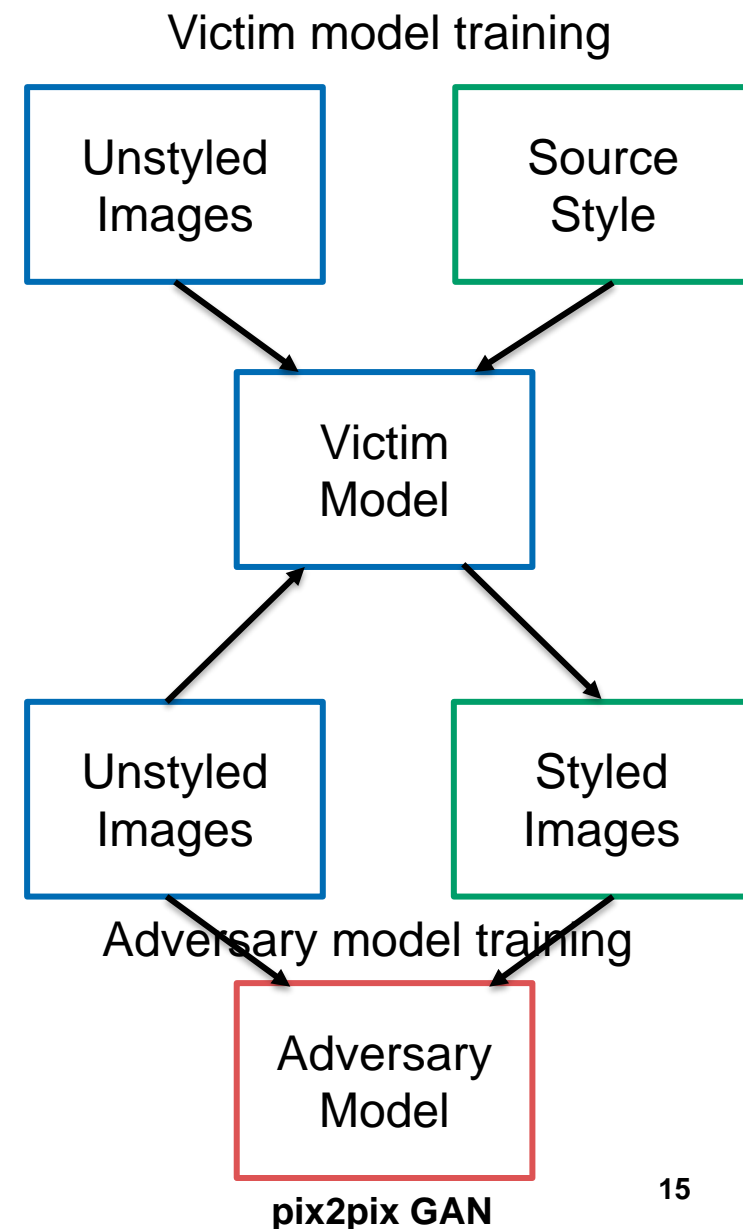 Victim model training
Unstyled
Images
Source
Style
Victim
Model
Unstyled
Images
Styled
Images
Adversary model training
Adversary
Model
pix2pix GAN
15